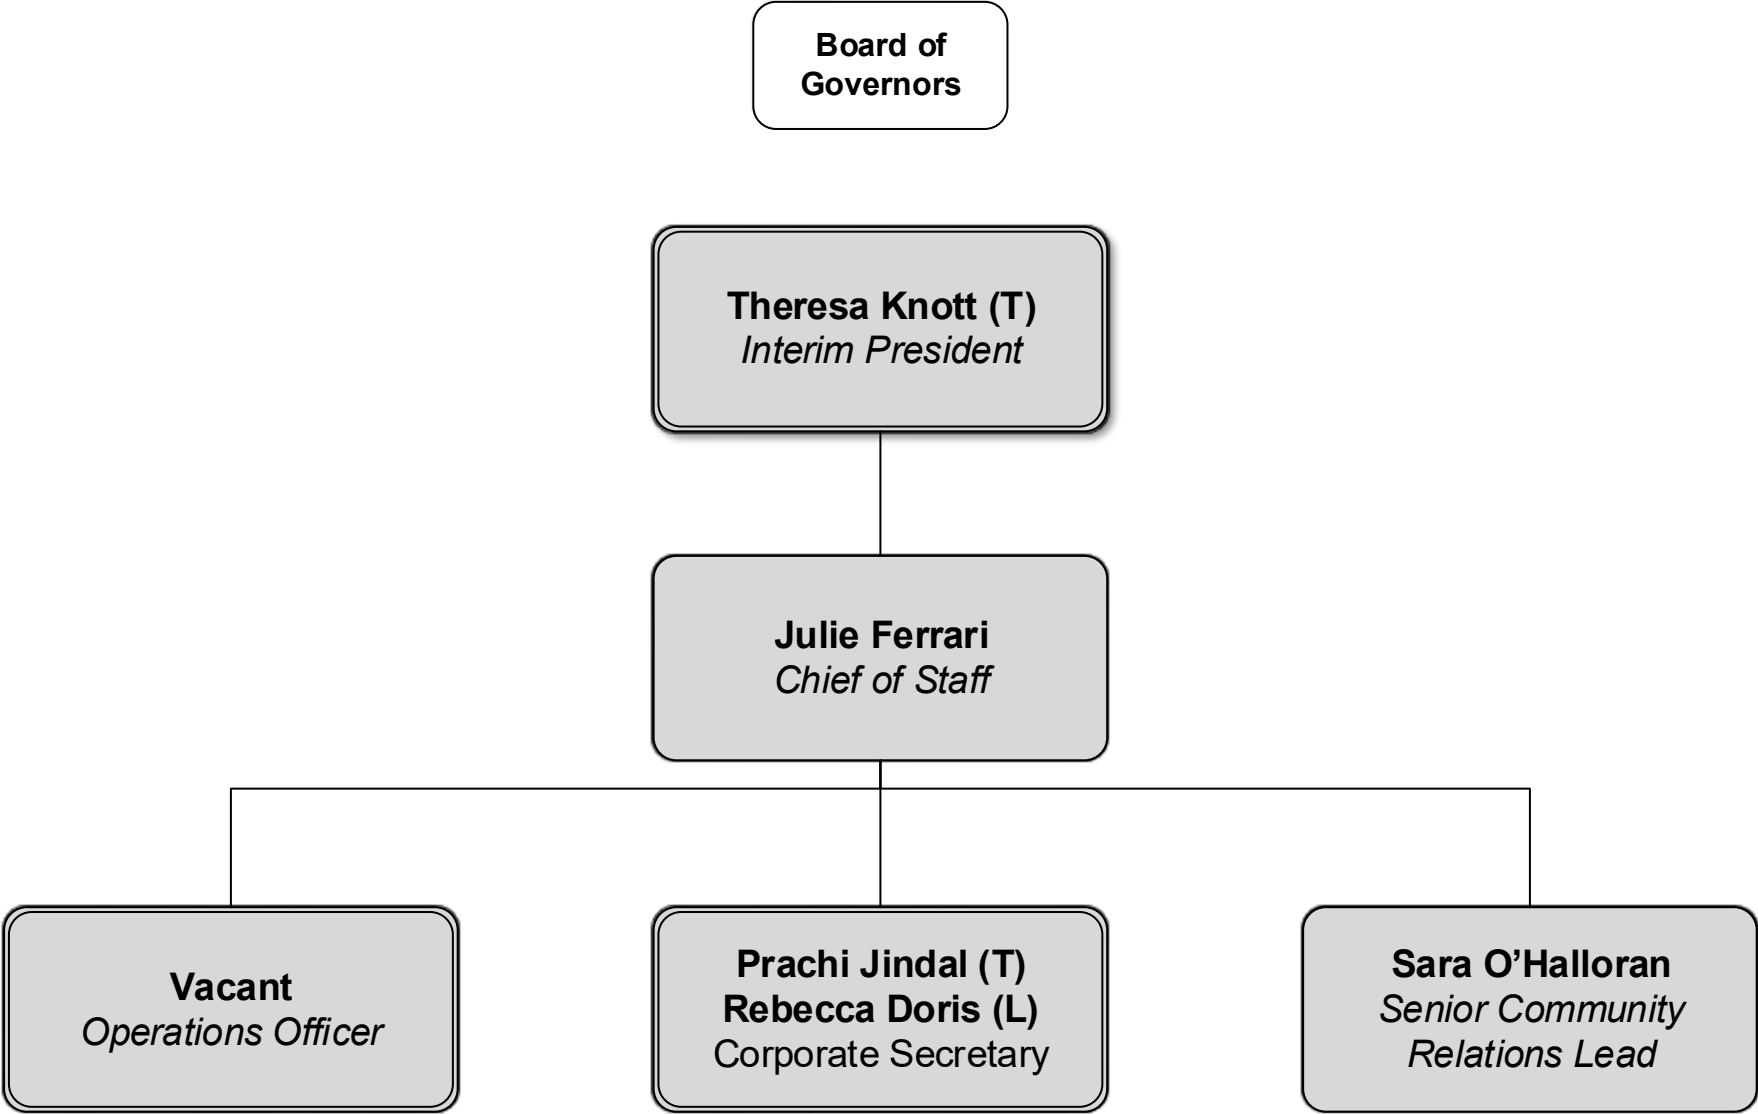 Board of
Governors
Theresa Knott (T)
Interim President
Julie Ferrari
Chief of Staff
Vacant
Operations Officer
Prachi Jindal (T)
Rebecca Doris (L)
Corporate Secretary
Sara O’Halloran
Senior Community
Relations Lead